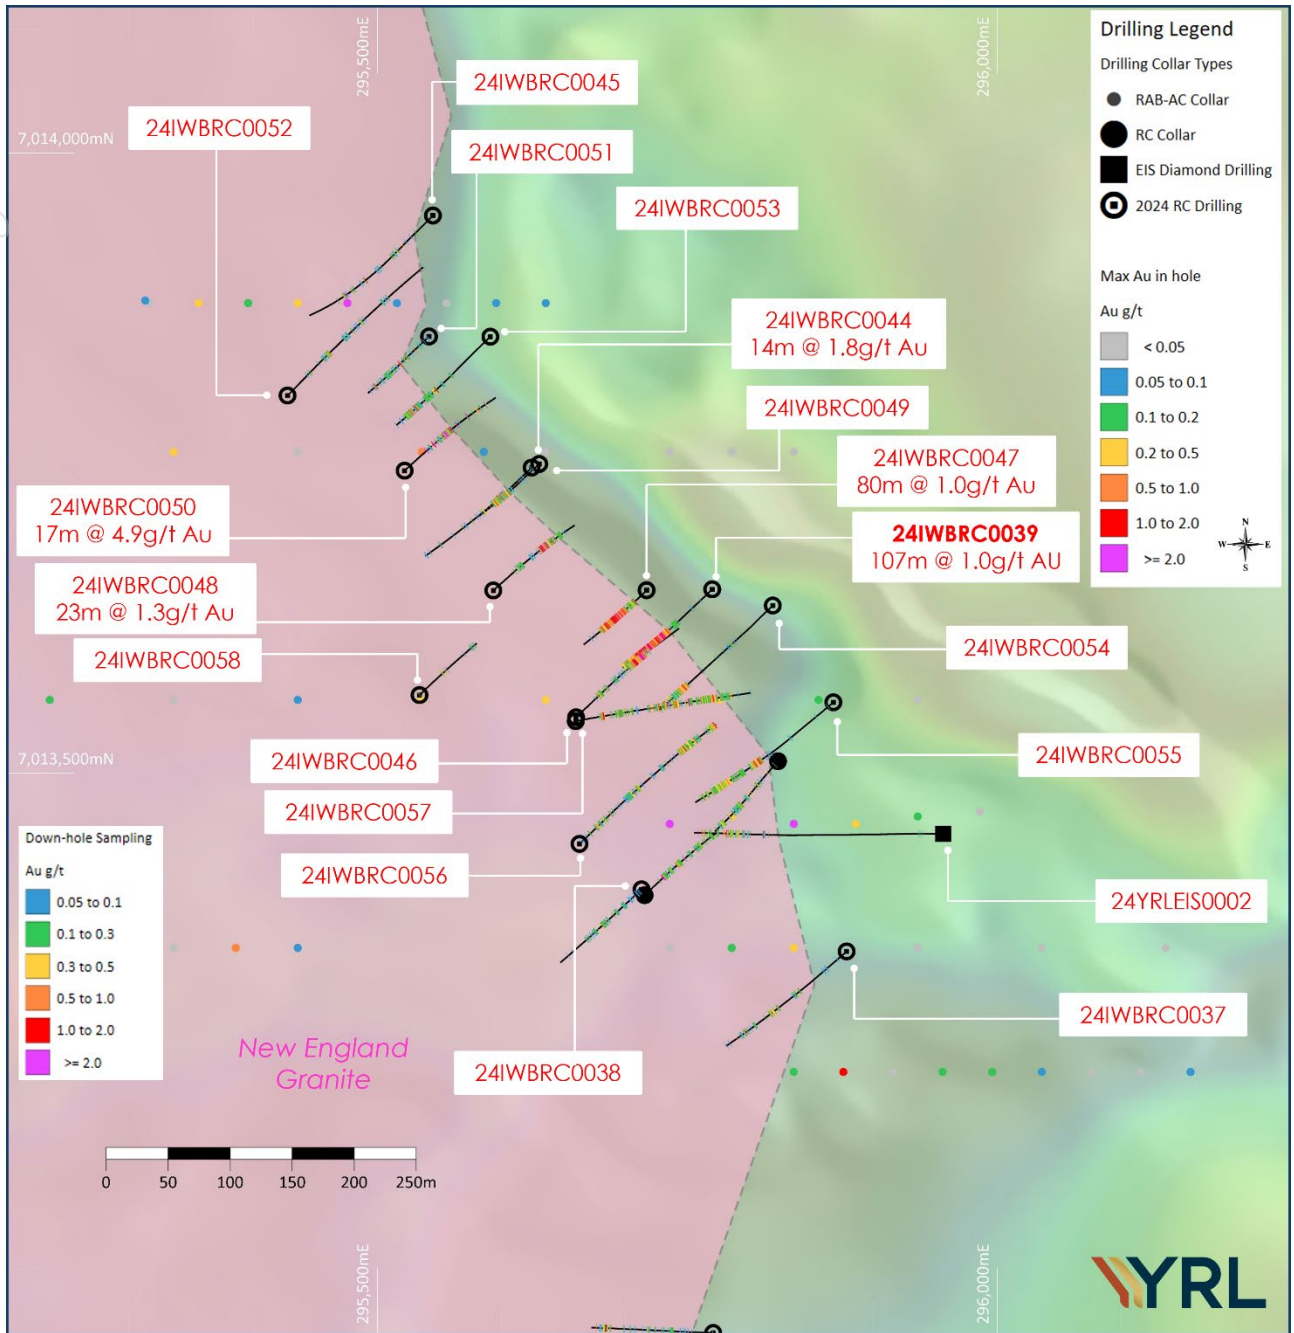 295,500mE
296,000mE
7,014,000mN
24IWBRC0045
24IWBRC0052
24IWBRC0051
24IWBRC0053
24IWBRC0044
14m @ 1.8g/t Au
24IWBRC0049
24IWBRC0047
80m @ 1.0g/t Au
24IWBRC0050
17m @ 4.9g/t Au
24IWBRC0039
107m @ 1.0g/t AU
24IWBRC0048
23m @ 1.3g/t Au
24IWBRC0058
24IWBRC0054
24IWBRC0046
7,013,500mN
24IWBRC0055
24IWBRC0057
24IWBRC0056
24YRLEIS0002
24IWBRC0037
24IWBRC0038
New England
Granite
Drilling Legend
Drilling Collar Types
RAB-AC Collar
RC Collar
EIS Diamond Drilling
2024 RC Drilling
Max Au in hole
Au g/t
< 0.05
0.05 to 0.1
0.1 to 0.2
0.2 to 0.5
0.5 to 1.0
1.0 to 2.0
>= 2.0
N
W E
S
Down-hole Sampling
Au g/t
0.05 to 0.1
0.1 to 0.3
0.3 to 0.5
0.5 to 1.0
1.0 to 2.0
>= 2.0
0 50 100 150 200 250m
295,500mE
296,000mE
YRL